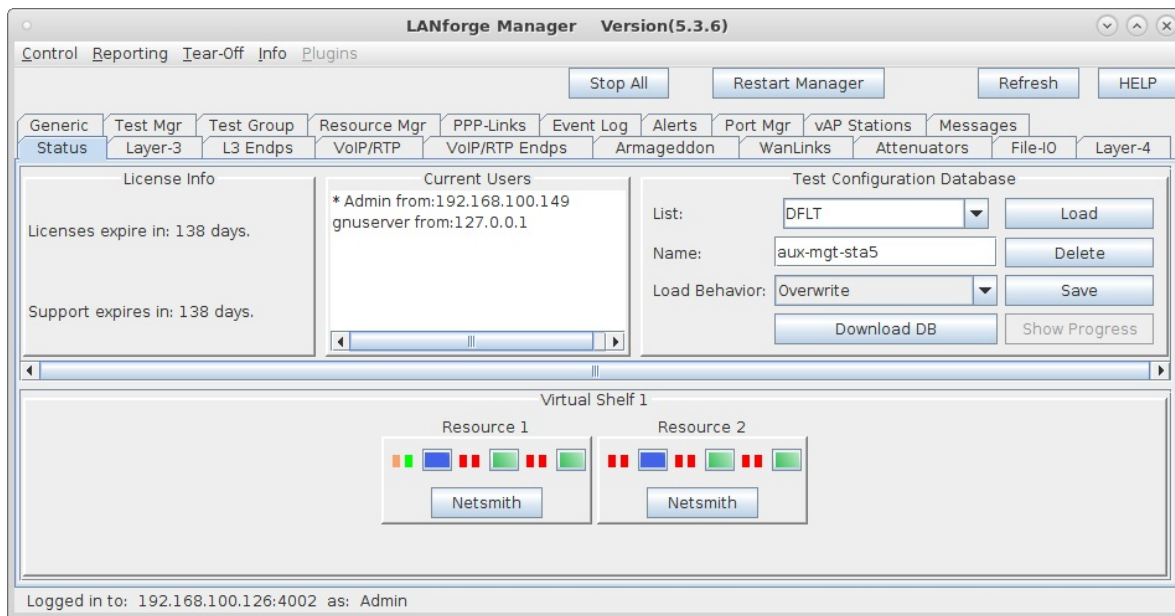 LANforge Manager Version(5.3.6)
Control Reporting Tear-Off Info Plugins
Stop All Restart Manager Refresh HELP
Generic Test Mgr Test Group Resource Mgr PPP-Links Event Log Alerts Port Mgr vAP Stations Messages
Status Layer-3 L3 Endps VoIP/RTP VoIP/RTP Endps Armageddon WanLinks Attenuators File-IO Layer-4
License Info
Licenses expire in: 138 days.
Support expires in: 138 days.
Current Users
* Admin from:192.168.100.149
gnuserver from:127.0.0.1
Test Configuration Database
List: DFLT Load
Name: aux-mgt-sta5 Delete
Load Behavior: Overwrite Save
Download DB Show Progress
Virtual Shelf 1
Resource 1 Resource 2
Netsmith Netsmith
Logged in to: 192.168.100.126:4002 as: Admin